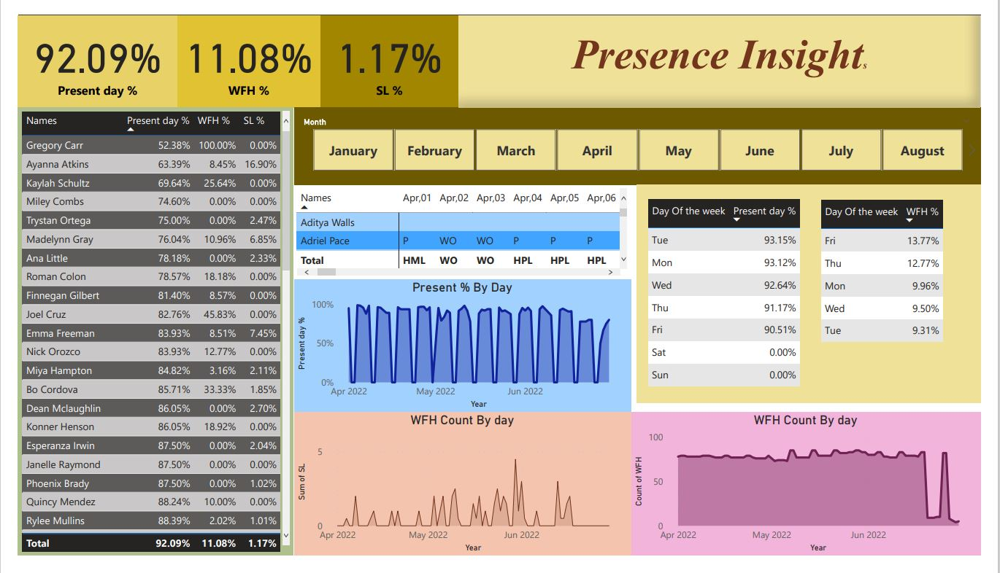 92.09%
Present day %
11.08%
WFH %
1.17%
SL %
Presence Insights
Names Present day % WFH % SL %
Gregory Carr 52.38% 100.00% 0.00%
Ayanna Atkins 63.39% 8.45% 16.90%
Kaylah Schultz 69.64% 25.64% 0.00%
Miley Combs 74.60% 0.00% 0.00%
Trystan Ortega 75.00% 0.00% 2.47%
Madelynn Gray 76.04% 10.96% 6.85%
Ana Little 78.18% 0.00% 2.33%
Roman Colon 78.57% 18.18% 0.00%
Finnegan Gilbert 81.40% 8.57% 0.00%
Joel Cruz 82.76% 45.83% 0.00%
Emma Freeman 83.93% 8.51% 7.45%
Nick Orozco 83.93% 12.77% 0.00%
Miya Hampton 84.82% 3.16% 2.11%
Bo Cordova 85.71% 33.33% 1.85%
Dean Mclaughlin 86.05% 0.00% 2.70%
Konner Henson 86.05% 18.92% 0.00%
Esperanza Irwin 87.50% 0.00% 2.04%
Janelle Raymond 87.50% 0.00% 0.00%
Phoenix Brady 87.50% 0.00% 1.02%
Quincy Mendez 88.24% 10.00% 0.00%
Rylee Mullins 88.39% 2.02% 1.01%
Total 92.09% 11.08% 1.17%
Month
January February March April May June July August
Names Apr,01 Apr,02 Apr,03 Apr,04 Apr,05 Apr,06
Aditya Walls
Adriel Pace P WO WO P P P
Total HML WO WO HPL HPL HPL
Day Of the week Present day %
Tue 93.15%
Mon 93.12%
Wed 92.64%
Thu 91.17%
Fri 90.51%
Sat 0.00%
Sun 0.00%
Day Of the week WFH %
Fri 13.77%
Thu 12.77%
Mon 9.96%
Wed 9.50%
Tue 9.31%
Present % By Day
Present day %
100%
50%
0%
Apr 2022 May 2022 Jun 2022
Year
WFH Count By day
Sum of SL
5
0
Apr 2022 May 2022 Jun 2022
Year
WFH Count By day
Count of WFH
100
50
0
Apr 2022 May 2022 Jun 2022
Year